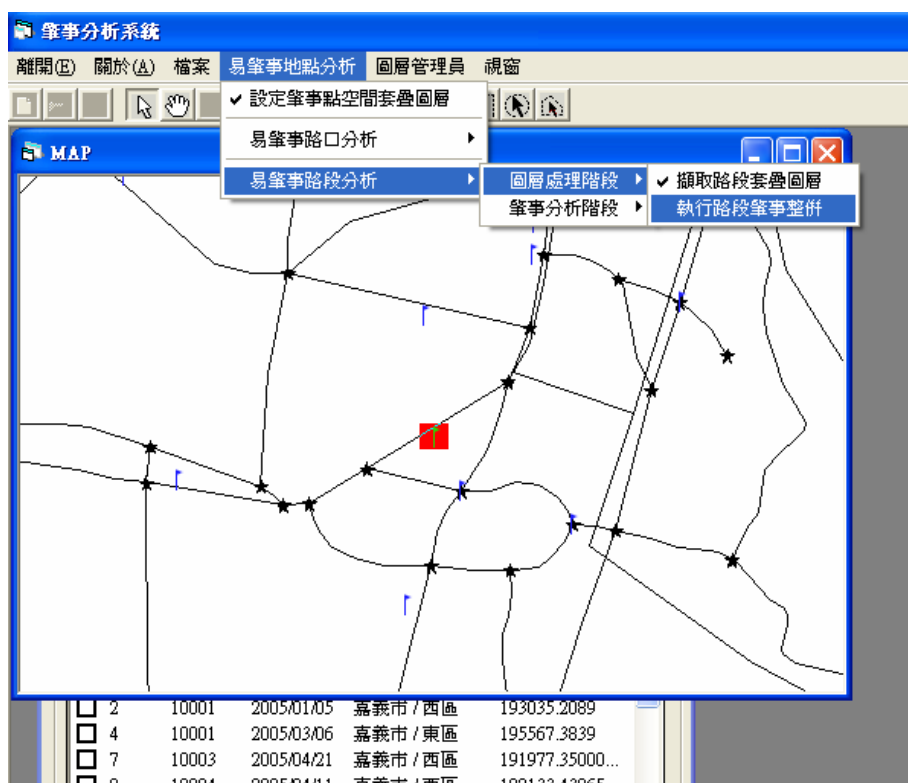 肇事分析系統
離開(E) 關於(A) 檔案 易肇事地點分析 圖層管理員 視窗
✓ 設定肇事點空間套疊圖層
易肇事路口分析
易肇事路段分析
圖層處理階段
肇事分析階段
✓ 擷取路段套疊圖層
執行路段肇事整併
MAP
2 10001 2005/01/05 嘉義市 / 西區 193035.2089
4 10001 2005/03/06 嘉義市 / 東區 195567.3839
7 10003 2005/04/21 嘉義市 / 西區 191977.35000...